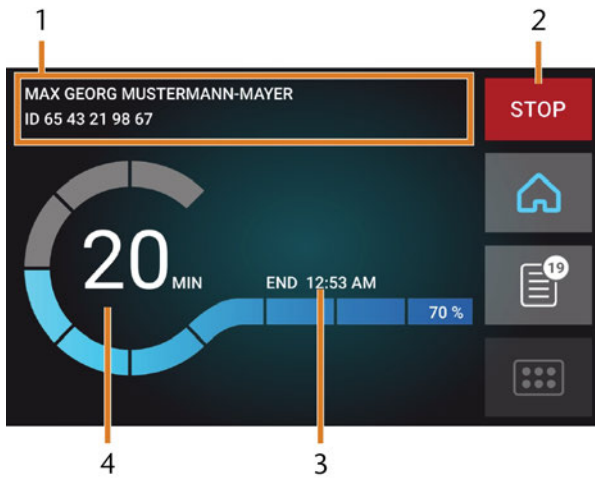 1
2
MAX GEORG MUSTERMANN-MAYER
ID 65 43 21 98 67
STOP
20 MIN
END 12:53 AM
19
70 %
4
3